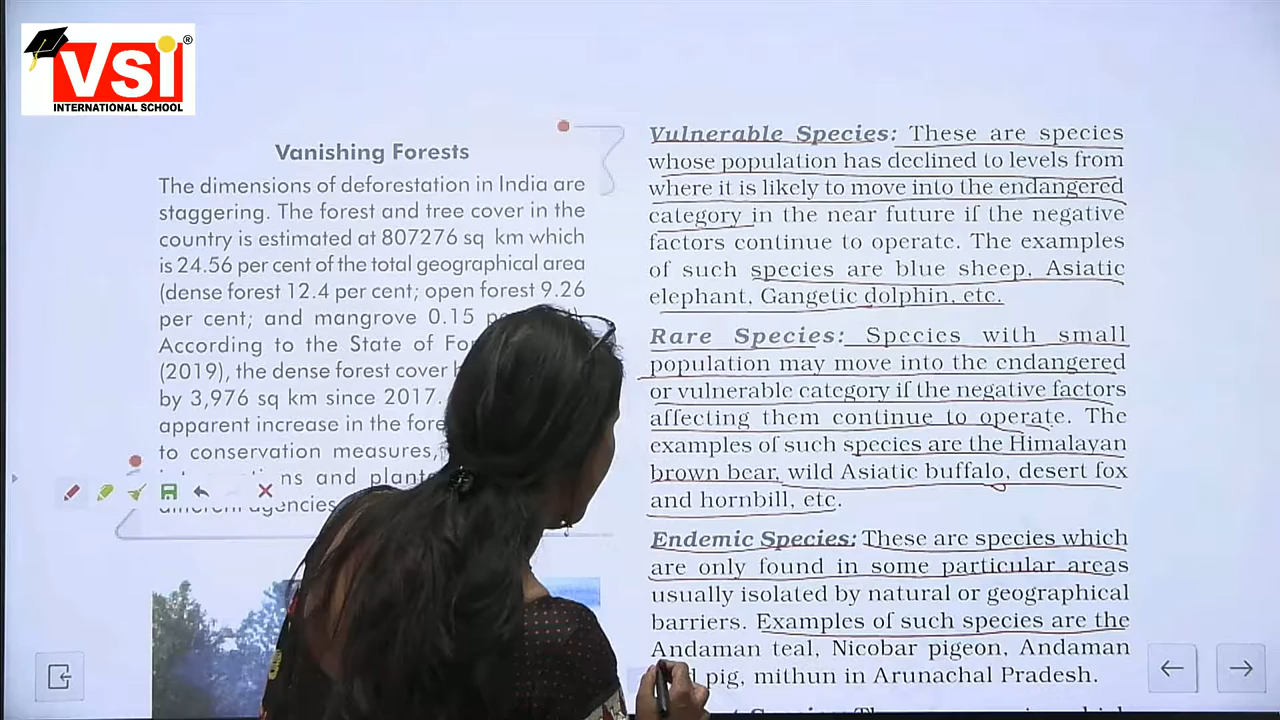 VSi®
INTERNATIONAL SCHOOL
Vanishing Forests
The dimensions of deforestation in India are
staggering. The forest and tree cover in the
country is estimated at 807276 sq km which
is 24.56 per cent of the total geographical area
(dense forest 12.4 per cent; open forest 9.26
per cent; and mangrove 0.15
According to the State of
(2019), the dense forest cover
by 3,976 sq km since 2017.
apparent increase in the
to conservation measures,
and
different agencies
Vulnerable Species: These are species
whose population has declined to levels from
where it is likely to move into the endangered
category in the near future if the negative
factors continue to operate. The examples
of such species are blue sheep, Asiatic
elephant, Gangetic dolphin, etc.
Rare Species: Species with small
population may move into the endangered
or vulnerable category if the negative factors
affecting them continue to operate. The
examples of such species are the Himalayan
brown bear, wild Asiatic buffalo, desert fox
and hornbill, etc.
Endemic Species: These are species which
are only found in some particular areas
usually isolated by natural or geographical
barriers. Examples of such species are the
Andaman teal, Nicobar pigeon, Andaman
pig, mithun in Arunachal Pradesh.